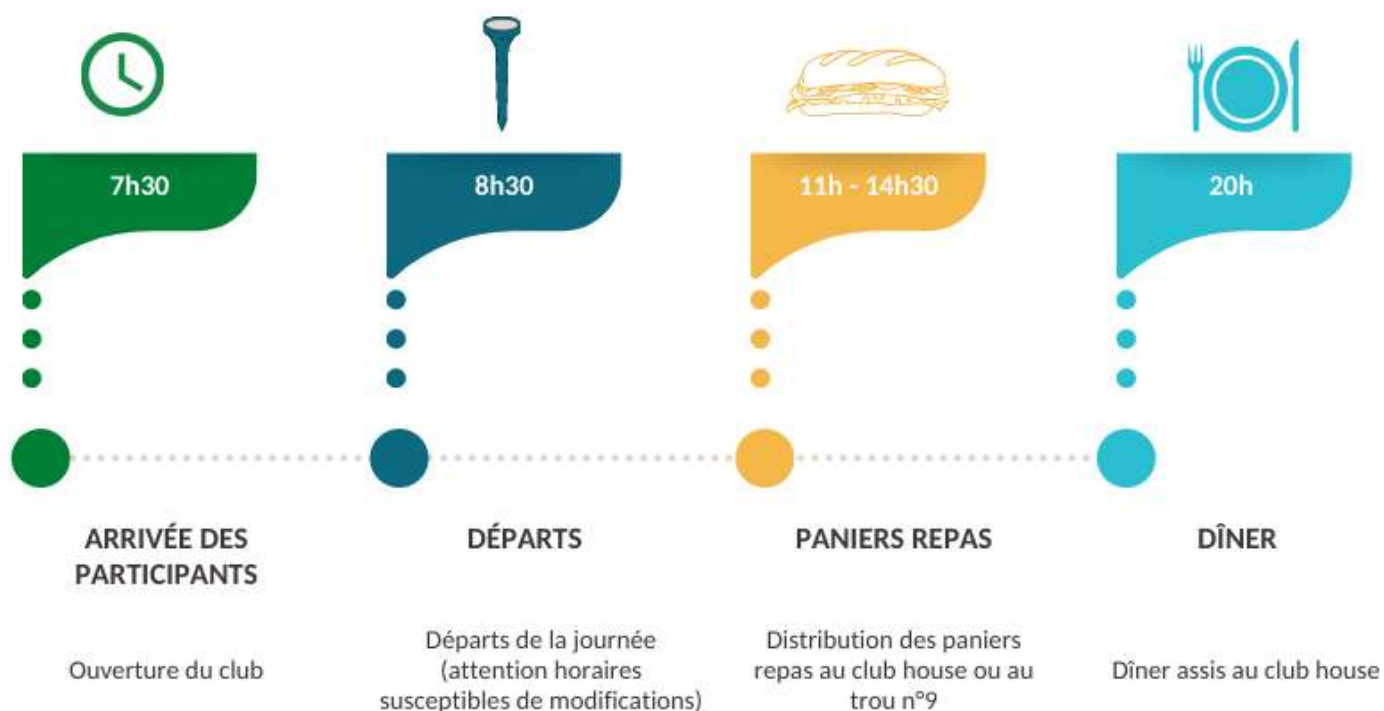 7h30
8h30
11h - 14h30
20h
ARRIVÉE DES
PARTICIPANTS
DÉPARTS
PANIERS REPAS
DÎNER
Ouverture du club
Départs de la journée
(attention horaires
susceptibles de modifications)
Distribution des paniers
repas au club house ou au
trou n°9
Dîner assis au club house